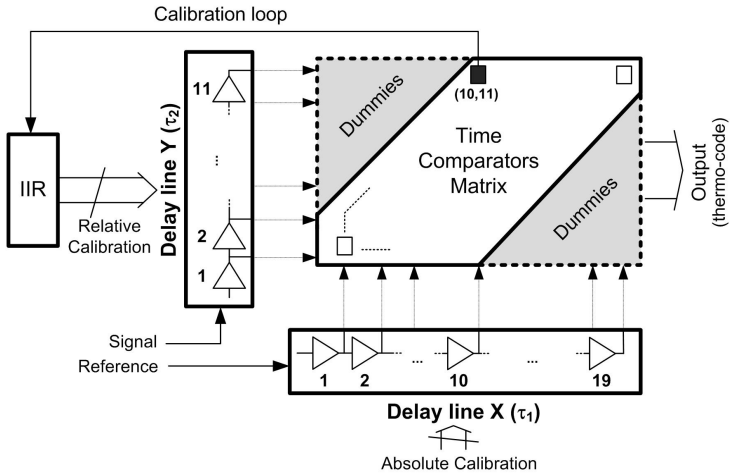 Calibration loop
11
Dummies
(10,11)
Delay line Y (τ2)
...
Time
Comparators
Matrix
Output
(thermo-code)
IIR
Relative
Calibration
2
1
Dummies
Signal
Reference
... ...
1 2 10 19
Delay line X (τ1)
Absolute Calibration